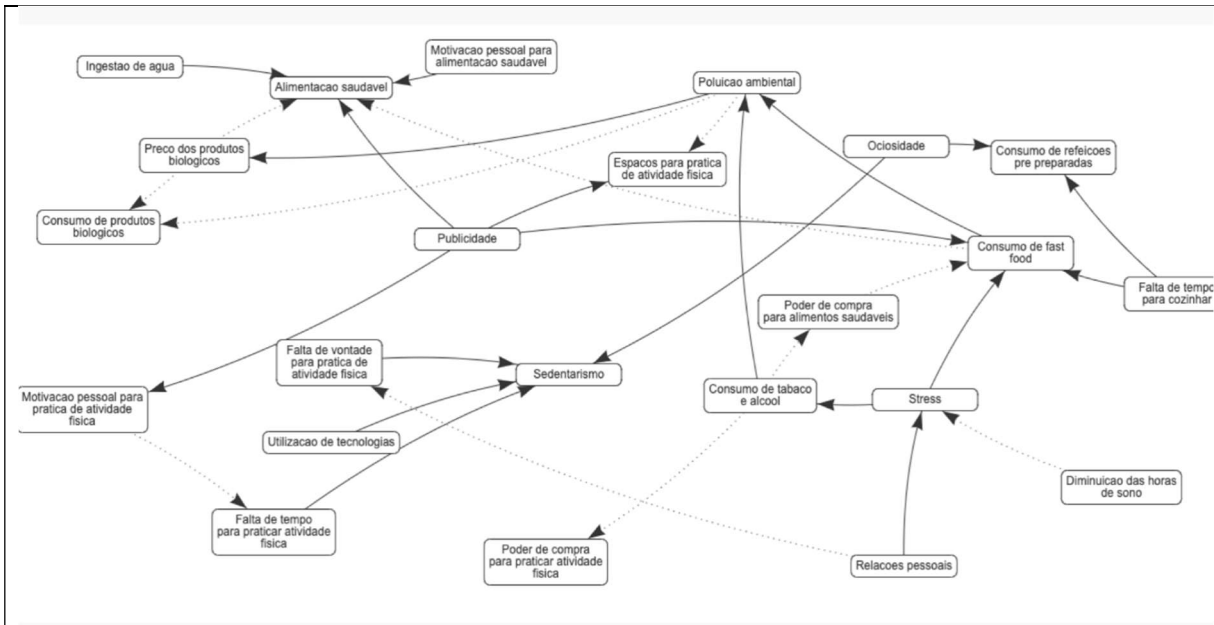 Ingestao de agua
Motivacao pessoal para
alimentacao saudavel
Alimentacao saudavel
Poluicao ambiental
Preco dos produtos
biologicos
Espacos para pratica
de atividade fisica
Ociosidade
Consumo de refeicoes
pre preparadas
Consumo de produtos
biologicos
Publicidade
Consumo de fast
food
Falta de tempo
para cozinhar
Poder de compra
para alimentos saudaveis
Falta de vontade
para pratica de
atividade fisica
Sedentarismo
Motivacao pessoal para
pratica de atividade
fisica
Consumo de tabaco
e alcool
Stress
Utilizacao de tecnologias
Diminuicao das horas
de sono
Falta de tempo
para praticar atividade
fisica
Poder de compra
para praticar atividade
fisica
Relacoes pessoais